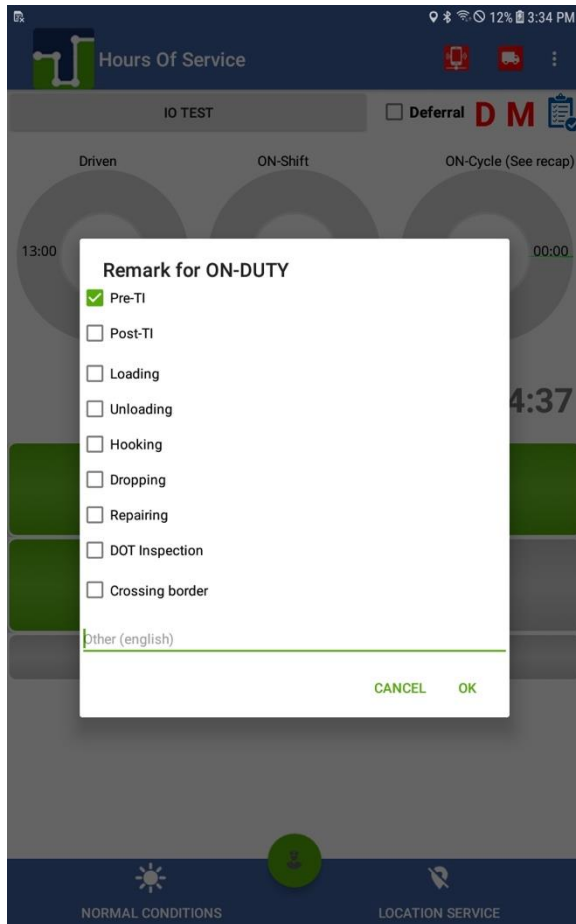 12% 3:34 PM
Hours Of Service
IO TEST
Deferral D M
Driven ON-Shift ON-Cycle (See recap)
13:00 00:00
Remark for ON-DUTY
Pre-TI
Post-TI
Loading
Unloading
4:37
Hooking
Dropping
Repairing
DOT Inspection
Crossing border
Other (english)
CANCEL OK
NORMAL CONDITIONS LOCATION SERVICE